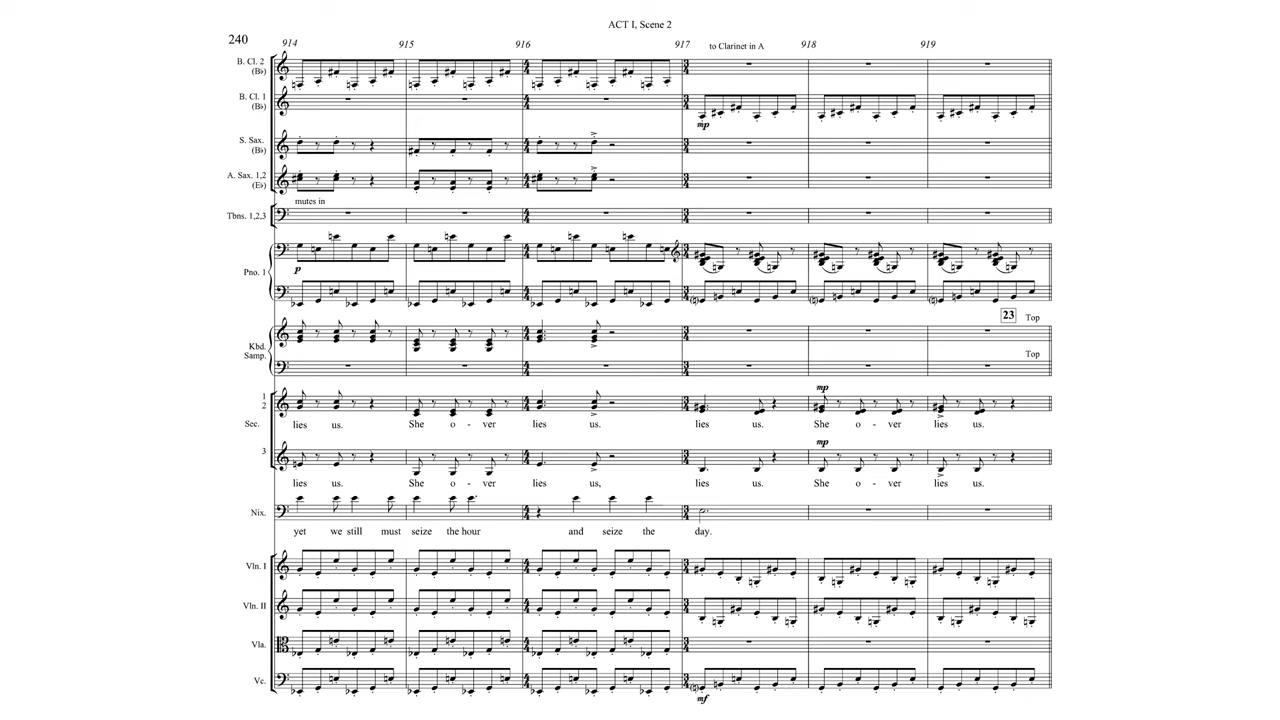 ACT I, Scene 2
240
914 915 916 917 to Clarinet in A 918 919
B. Cl. 2
(B♭)
B. Cl. 1
(B♭)
mp
S. Sax.
(B♭)
A. Sax. 1,2
(E♭)
mutes in
Tbns. 1,2,3
Pno. 1
p
23 Top
Kbd.
Samp.
Top
mp
1
2
Sec.
lies us. She o - ver lies us. lies us. She o - ver lies us.
mp
3
lies us. She o - ver lies us, lies us. She o - ver lies us.
Nix.
yet we still must seize the hour and seize the day.
Vln. I
Vln. II
Vla.
Vc.
mf